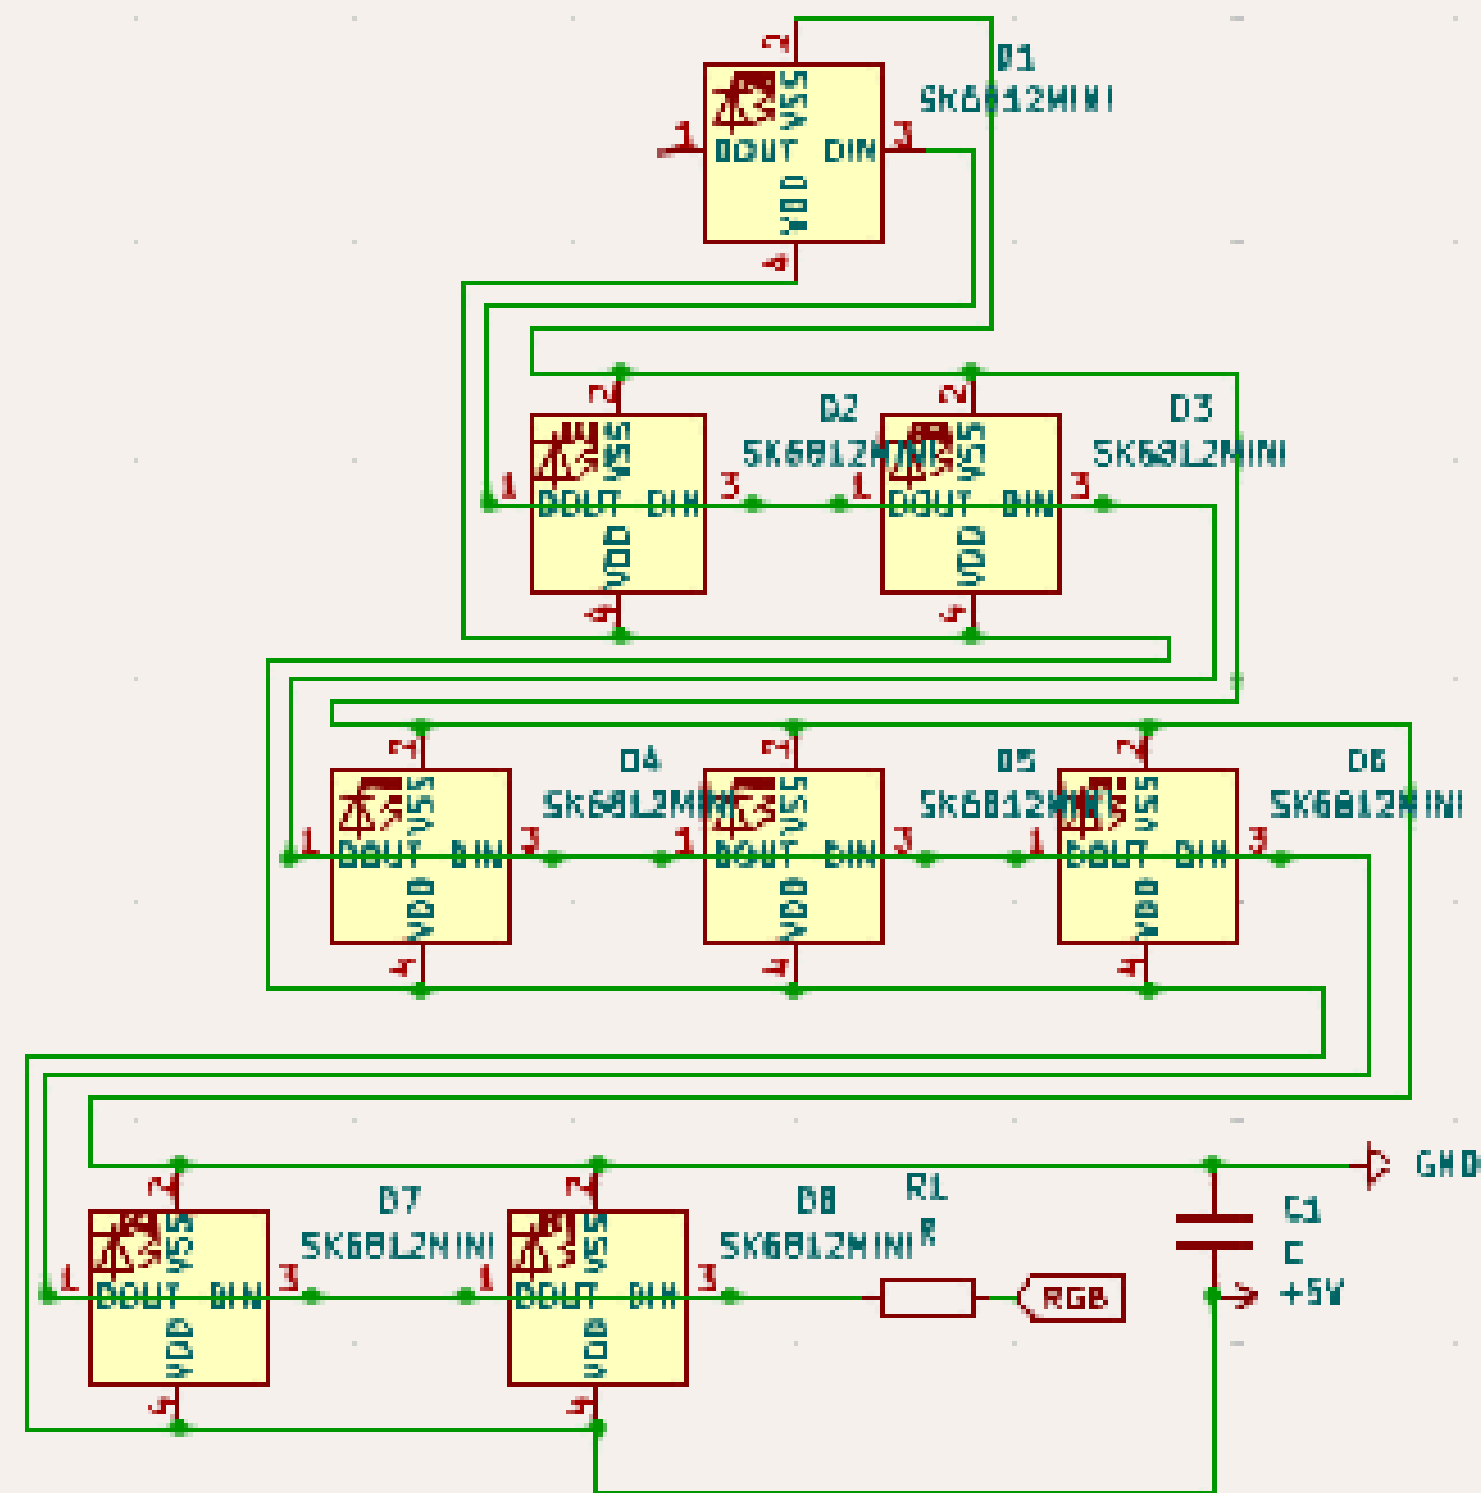 2
D1
SK6812MINI
VSS
1
3
DOUT
DIN
VDD
4
2
D2
2
D3
VSS
SK6812MINI
VSS
SK6812MINI
1
3
1
3
DOUT
DIN
DOUT
DIN
VDD
VDD
4
4
2
D4
2
D5
2
D6
VSS
SK6812MINI
VSS
SK6812MINI
VSS
SK6812MINI
1
3
1
3
1
3
DOUT
DIN
DOUT
DIN
DOUT
DIN
VDD
VDD
VDD
4
4
4
GND
2
D7
2
D8
R1
C1
VSS
SK6812MINI
VSS
SK6812MINI
R
C
1
3
1
3
DOUT
DIN
DOUT
DIN
RGB
+5V
VDD
VDD
4
4